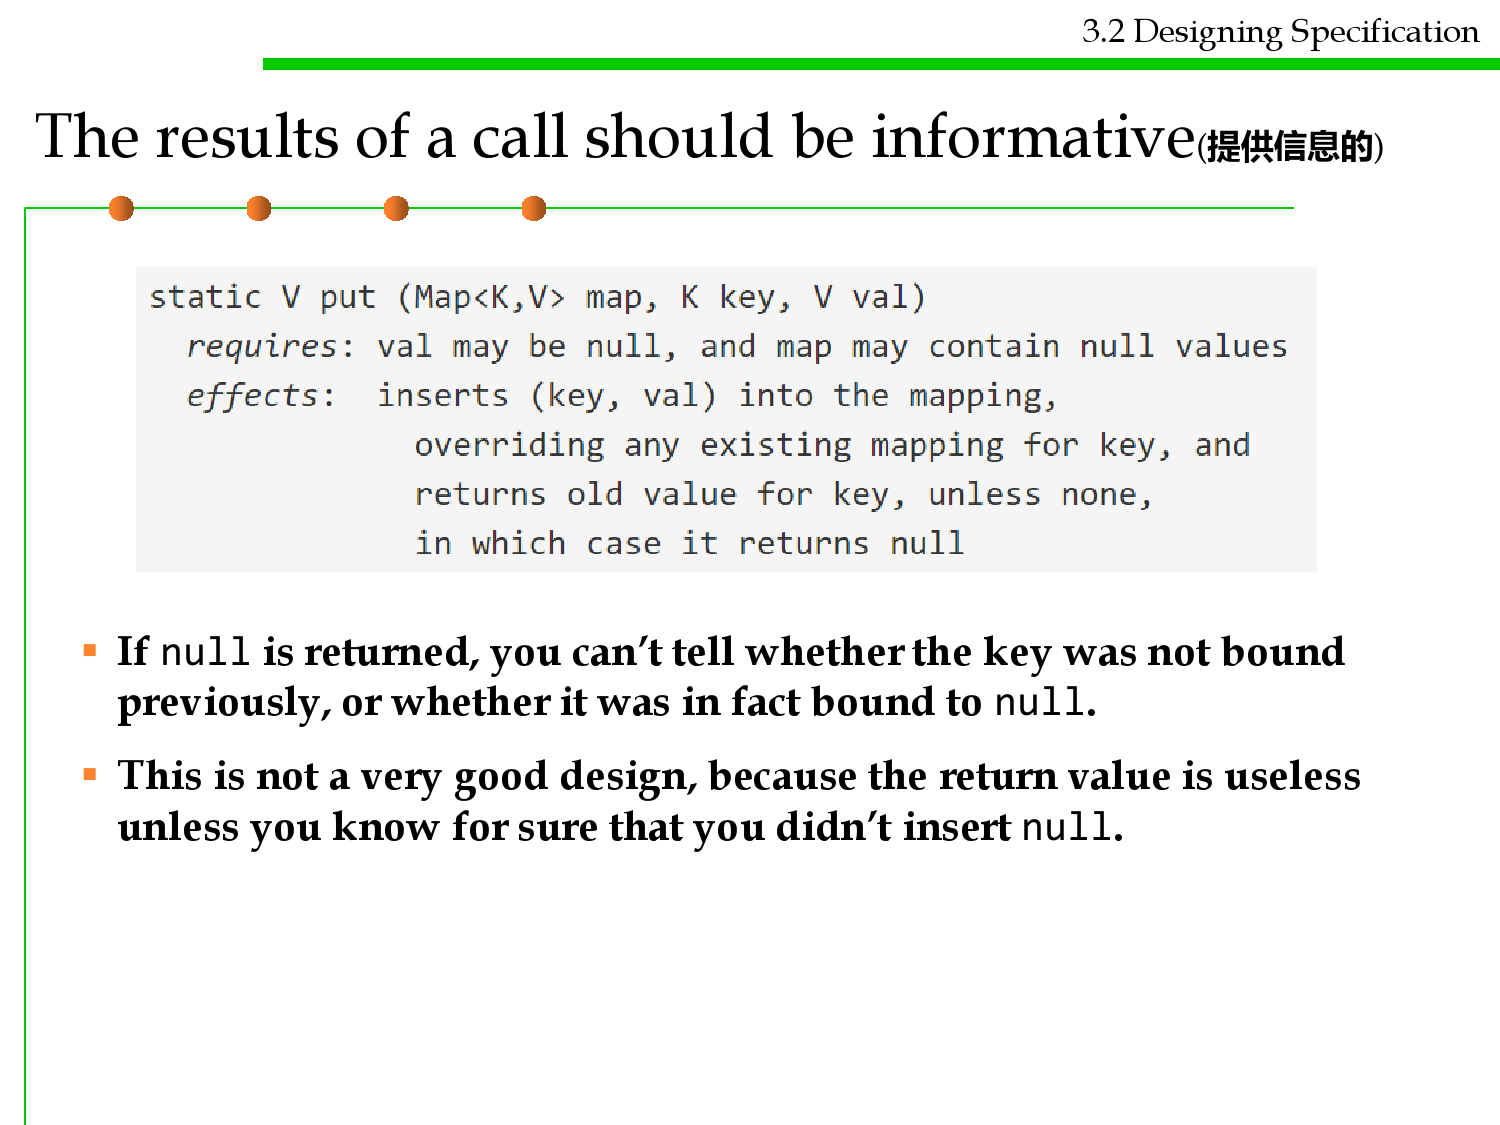 3.2 Designing Specification
The results of a call should be informative(提供信息的)
static V put (Map<K,V> map, K key, V val)
requires: val may be null, and map may contain null values
effects: inserts (key, val) into the mapping,
overriding any existing mapping for key, and
returns old value for key, unless none,
in which case it returns null
▪ If null is returned, you can’t tell whether the key was not bound
previously, or whether it was in fact bound to null.
▪ This is not a very good design, because the return value is useless
unless you know for sure that you didn’t insert null.